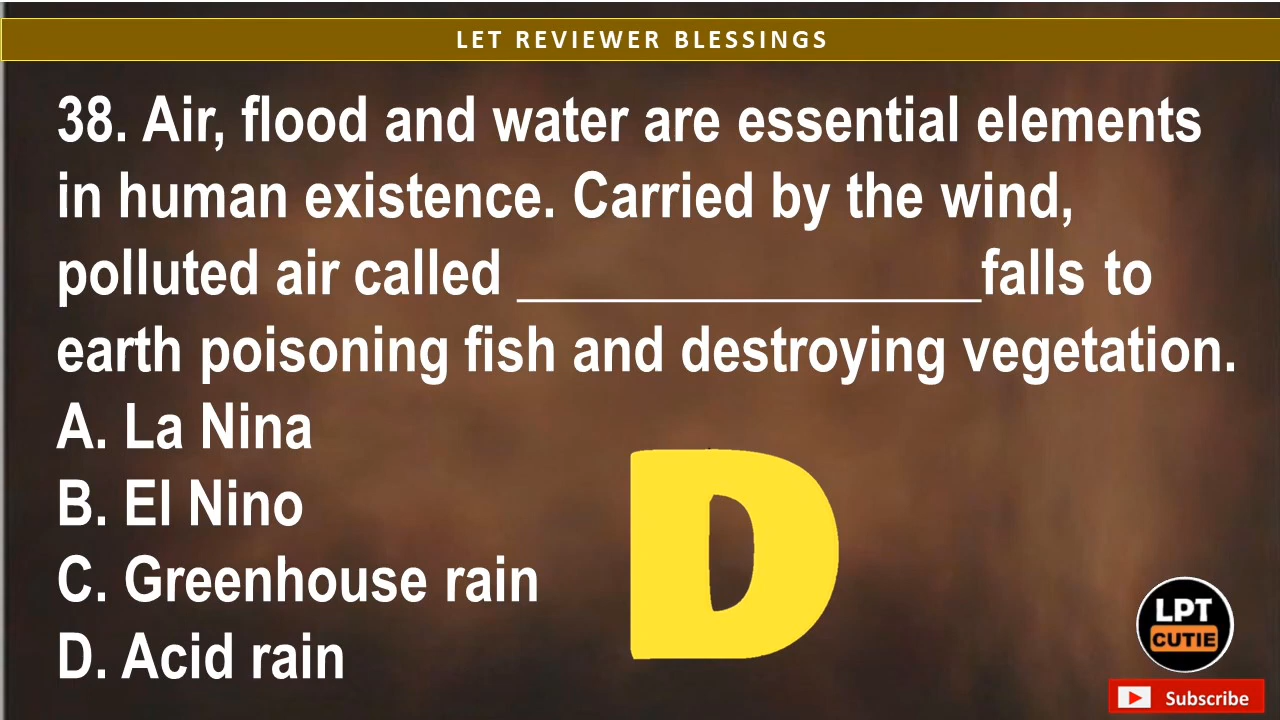 LET REVIEWER BLESSINGS
38. Air, flood and water are essential elements
in human existence. Carried by the wind,
polluted air called _________________falls to
earth poisoning fish and destroying vegetation.
A. La Nina
B. El Nino
C. Greenhouse rain
D. Acid rain
D
LPT
CUTIE
Subscribe